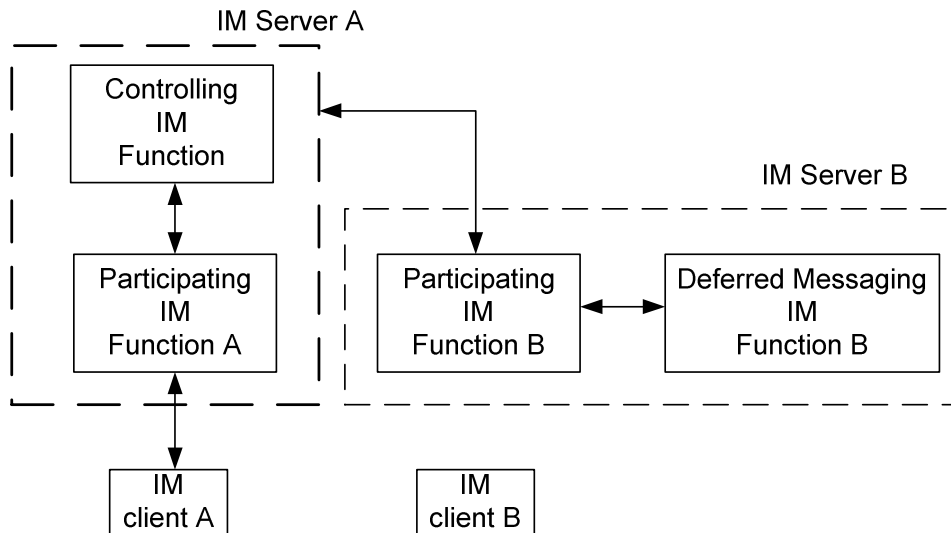 IM Server A
Controlling
IM
Function
IM Server B
Participating
IM
Function A
Participating
IM
Function B
Deferred Messaging
IM
Function B
IM
client A
IM
client B